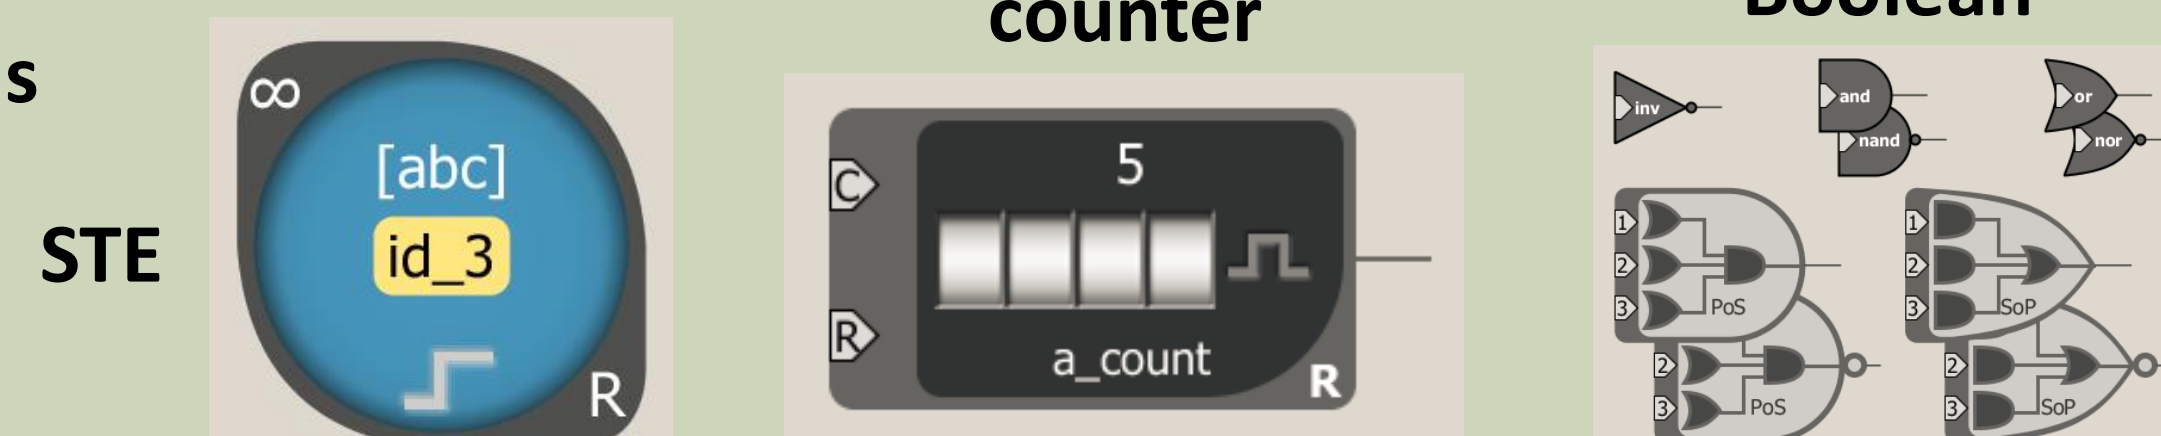 s
STE
∞
[abc]
id_3
R
counter
C
R
5
a_count
R
Boolean
inv
and
nand
or
nor
1
2
3
PoS
2
3
PoS
1
2
3
SoP
2
3
SoP